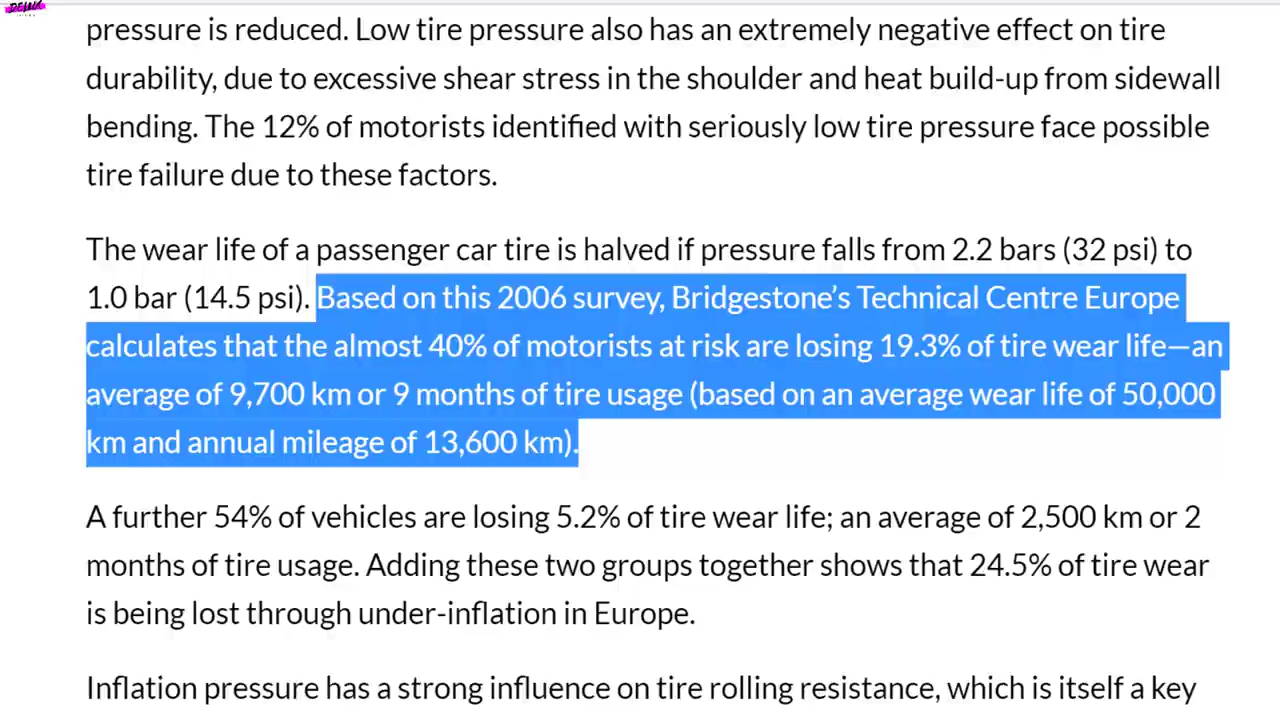 pressure is reduced. Low tire pressure also has an extremely negative effect on tire
durability, due to excessive shear stress in the shoulder and heat build-up from sidewall
bending. The 12% of motorists identified with seriously low tire pressure face possible
tire failure due to these factors.
The wear life of a passenger car tire is halved if pressure falls from 2.2 bars (32 psi) to
1.0 bar (14.5 psi). Based on this 2006 survey, Bridgestone’s Technical Centre Europe
calculates that the almost 40% of motorists at risk are losing 19.3% of tire wear life—an
average of 9,700 km or 9 months of tire usage (based on an average wear life of 50,000
km and annual mileage of 13,600 km).
A further 54% of vehicles are losing 5.2% of tire wear life; an average of 2,500 km or 2
months of tire usage. Adding these two groups together shows that 24.5% of tire wear
is being lost through under-inflation in Europe.
Inflation pressure has a strong influence on tire rolling resistance, which is itself a key